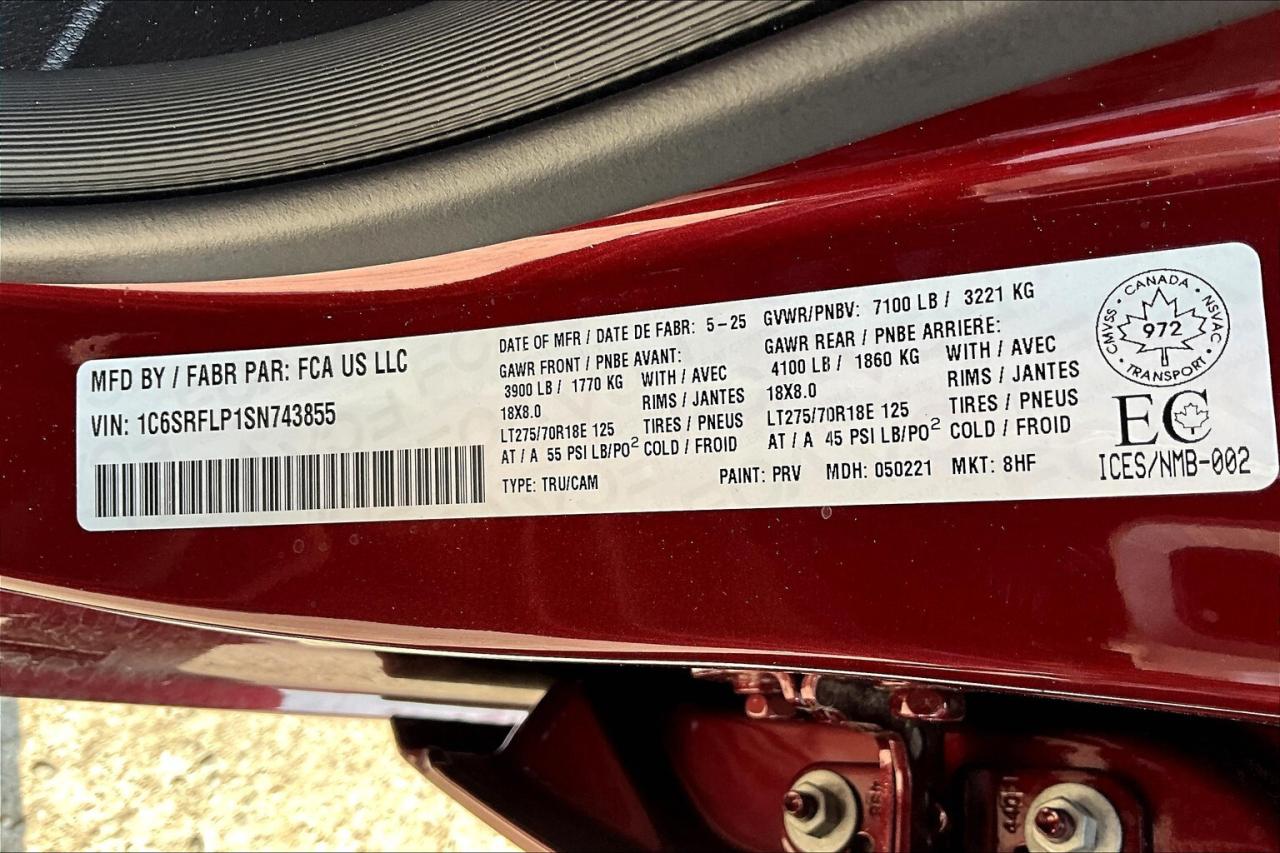 MFD BY / FABR PAR: FCA US LLC
VIN: 1C6SRFLP1SN743855
DATE OF MFR / DATE DE FABR: 5-25
GAWR FRONT / PNBE AVANT:
3900 LB / 1770 KG WITH / AVEC
18X8.0 RIMS / JANTES
LT275/70R18E 125 TIRES / PNEUS
AT / A 55 PSI LB/PO² COLD / FROID
TYPE: TRU/CAM
GVWR/PNBV: 7100 LB / 3221 KG
GAWR REAR / PNBE ARRIERE:
4100 LB / 1860 KG WITH / AVEC
18X8.0 RIMS / JANTES
LT275/70R18E 125 TIRES / PNEUS
AT / A 45 PSI LB/PO² COLD / FROID
PAINT: PRV MDH: 050221 MKT: 8HF
CANADA
CMVSS
NSVAC
972
TRANSPORT
EC
ICES/NMB-002